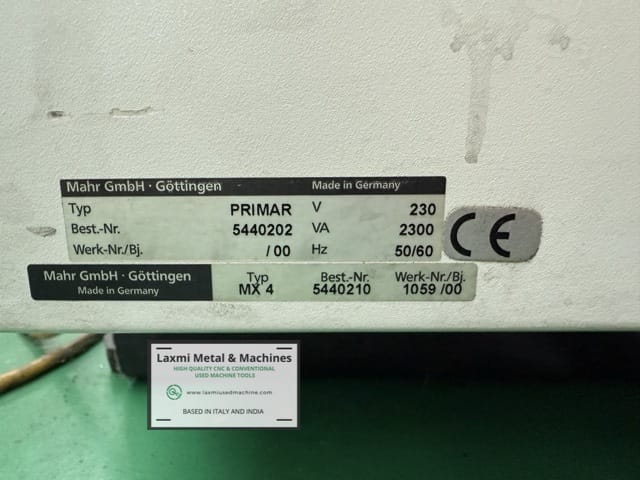 Mahr GmbH · Göttingen Made in Germany
Typ PRIMAR V 230
Best.-Nr. 5440202 VA 2300
Werk-Nr./Bj. / 00 Hz 50/60
CE
Mahr GmbH · Göttingen
Made in Germany
Typ Best.-Nr. Werk-Nr./Bj.
MX 4 5440210 1059 /00
Laxmi Metal & Machines
HIGH QUALITY CNC & CONVENTIONAL
USED MACHINE TOOLS
www.laxmiusedmachine.com
BASED IN ITALY AND INDIA